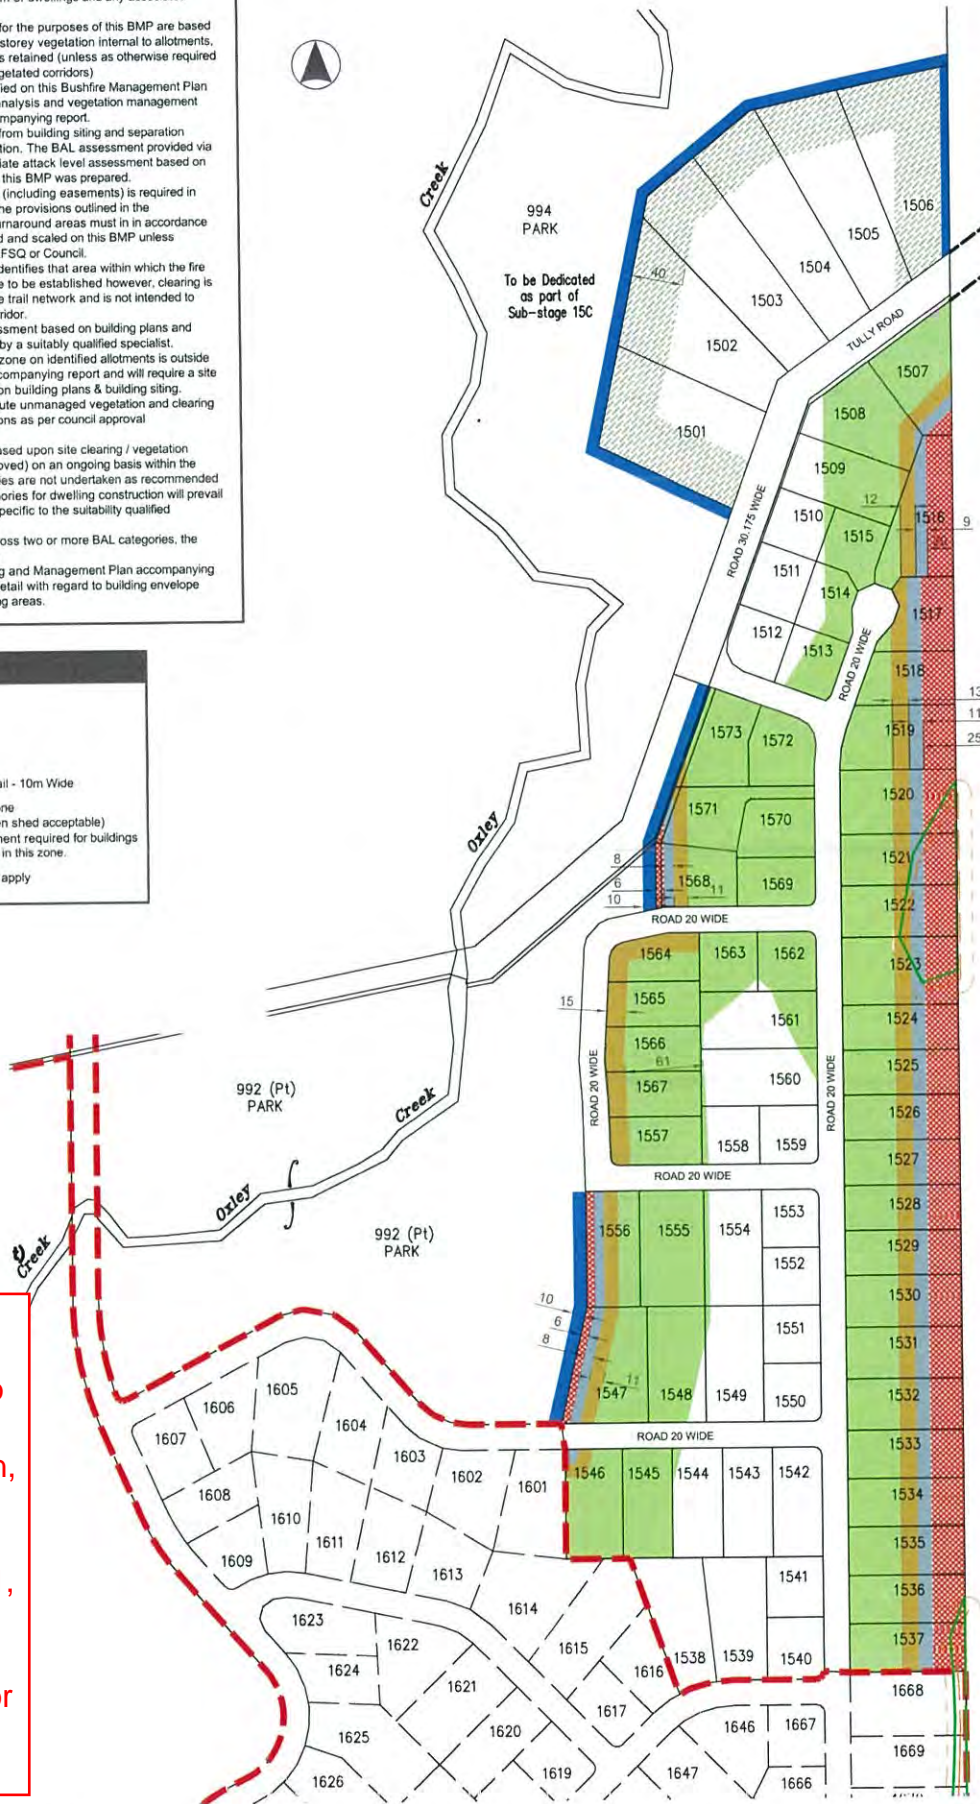 for the purposes of this BMP are based
storey vegetation internal to allotments,
s retained (unless as otherwise required
getated corridors)
ied on this Bushfire Management Plan
nalysis and vegetation management
mpanying report.
from building siting and separation
tion. The BAL assessment provided via
iate attack level assessment based on
this BMP was prepared.
(including easements) is required in
he provisions outlined in the
urnaround areas must in in accordance
d and scaled on this BMP unless
FSQ or Council.
dentifies that area within which the fire
e to be established however, clearing is
e trail network and is not intended to
ridor.
ssment based on building plans and
by a suitably qualified specialist.
zone on identified allotments is outside
companying report and will require a site
on building plans & building siting.
ute unmanaged vegetation and clearing
ons as per council approval
ased upon site clearing / vegetation
oved) on an ongoing basis within the
ies are not undertaken as recommended
ories for dwelling construction will prevail
pecific to the suitability qualified
oss two or more BAL categories, the
g and Management Plan accompanying
etail with regard to building envelope
g areas.
ail - 10m Wide
one
en shed acceptable)
ment required for buildings
in this zone.
apply
Creek
994
PARK
To be Dedicated
as part of
Sub-stage 15C
40
1506
1505
1504
1503
1502
1501
TULLY ROAD
ROAD 30.175 WIDE
1507
1508
1509
1510
1511
1512
12
1515
1516
9
1514
1513
1517
ROAD 20 WIDE
1518
13
1519
11
25
1573
1572
1520
1571
1570
1521
Oxley
8
6
10
1568
11
1569
1522
ROAD 20 WIDE
1564
1563
1562
1523
1565
15
1561
1524
1566
61
1525
1567
1560
ROAD 20 WIDE
ROAD 20 WIDE
992 (Pt)
PARK
Creek
1526
1557
1558
1559
1527
ROAD 20 WIDE
Oxley
992 (Pt)
PARK
Creek
1556
1555
1554
1553
1528
1552
1529
10
6
8
11
1530
1551
1531
1547
1548
1549
1550
1532
ROAD 20 WIDE
1533
1546
1545
1544
1543
1542
1534
1535
1541
1536
1537
1538
1539
1540
1605
1606
1604
1607
1603
1602
1601
1608
1610
1611
1609
1612
1613
1614
1623
1622
1615
1624
1616
1621
1617
1668
1625
1620
1646
1667
1669
1626
1619
1647
1666
n,
,
or